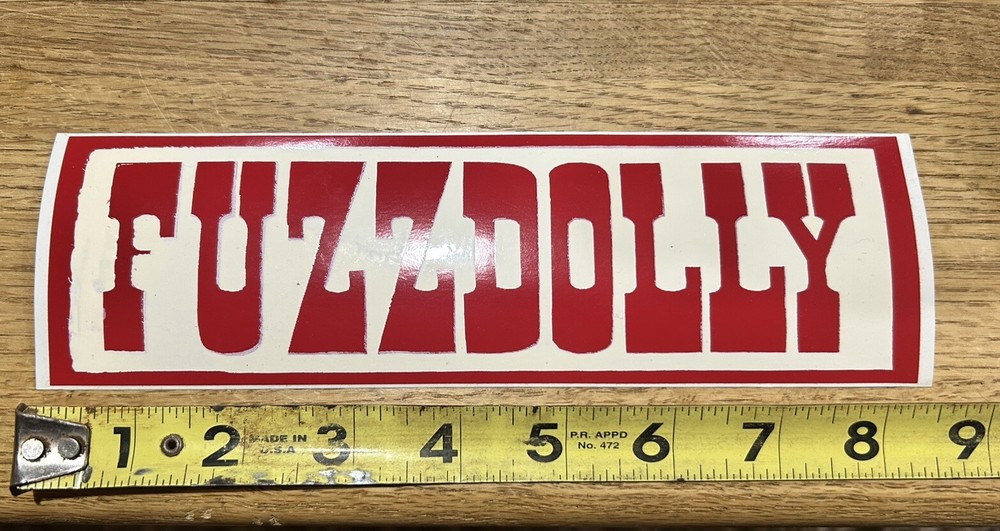 FUZZDOLLY
1 2 MADE IN U.S.A 3 4 5 P.R. APPD No. 472 6 7 8 9